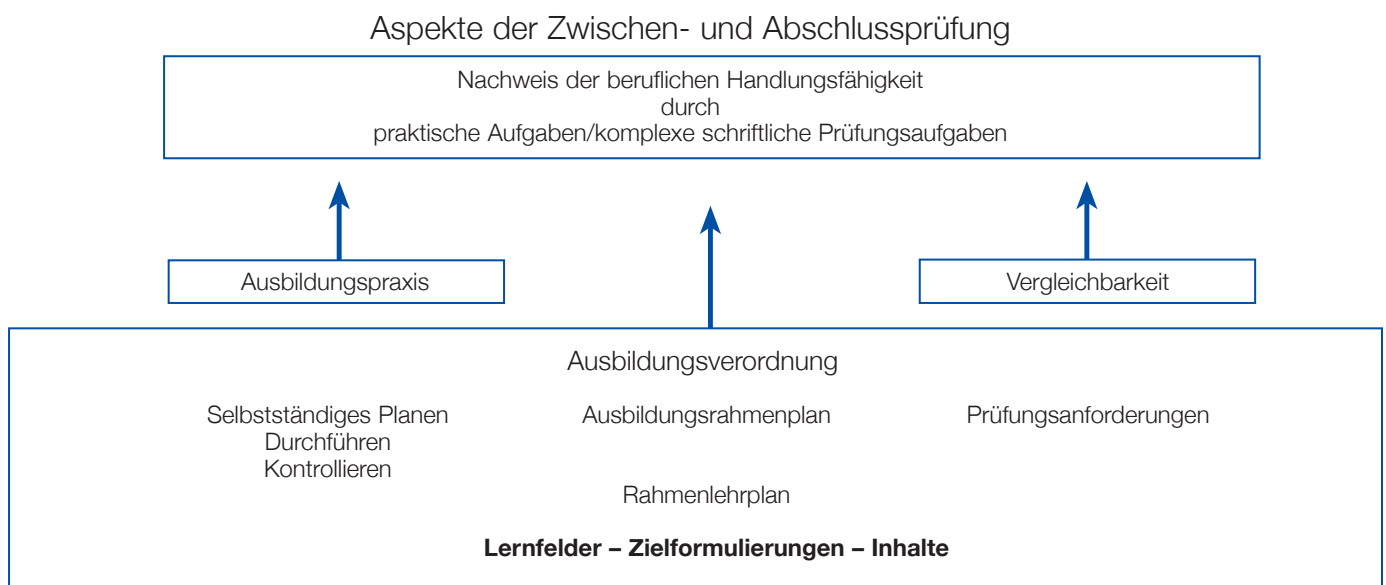 Aspekte der Zwischen- und Abschlussprüfung
Nachweis der beruflichen Handlungsfähigkeit
durch
praktische Aufgaben/komplexe schriftliche Prüfungsaufgaben
Ausbildungspraxis
Vergleichbarkeit
Ausbildungsverordnung
Selbstständiges Planen
Durchführen
Kontrollieren
Ausbildungsrahmenplan
Prüfungsanforderungen
Rahmenlehrplan
Lernfelder – Zielformulierungen – Inhalte